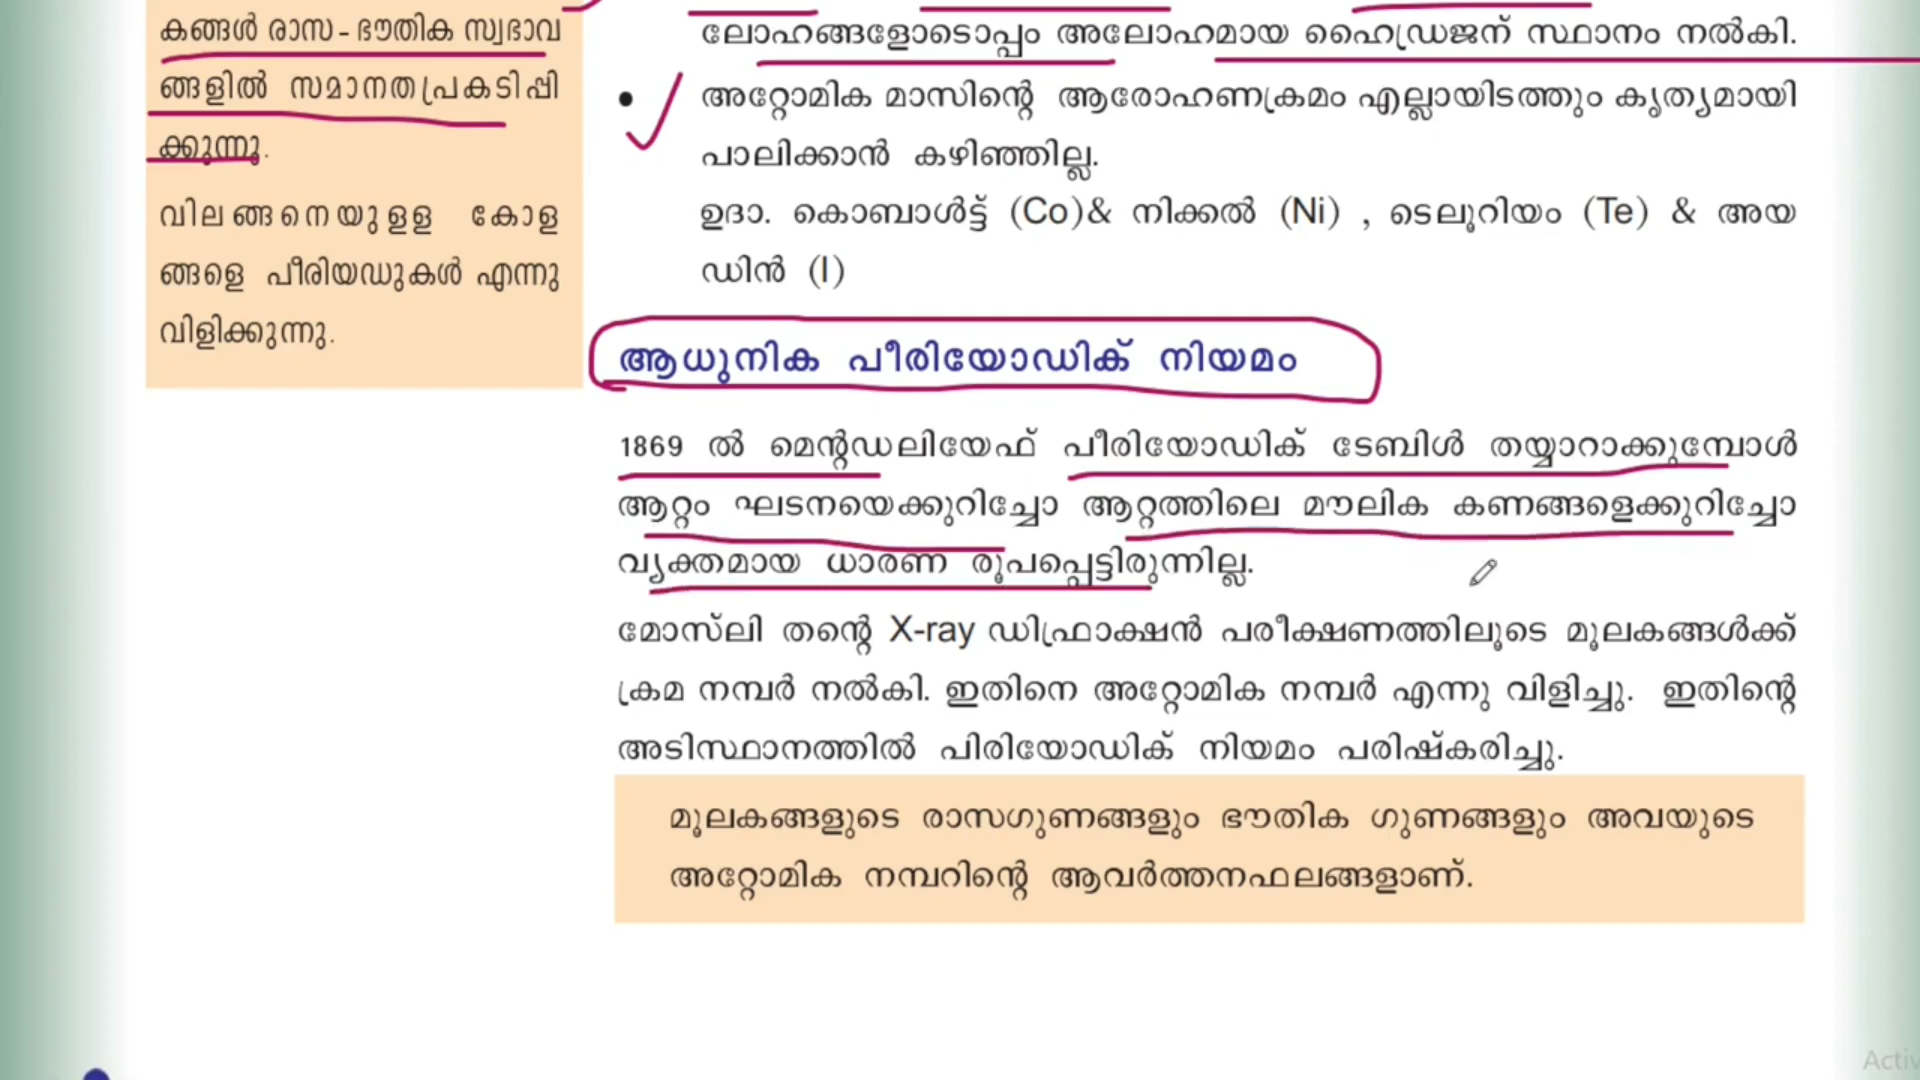 കങ്ങൾ രാസ - ഭൗതിക സ്വഭാവ
ങ്ങളിൽ സമാനതപ്രകടിപ്പി
ക്കുന്നു.
വിലങ്ങനെയുള്ള കോള
ങ്ങളെ പീരിയഡുകൾ എന്നു
വിളിക്കുന്നു.
ലോഹങ്ങളോടൊപ്പം അലോഹമായ ഹൈഡ്രജന് സ്ഥാനം നൽകി.
• അറ്റോമിക മാസിന്റെ ആരോഹണക്രമം എല്ലായിടത്തും കൃത്യമായി
പാലിക്കാൻ കഴിഞ്ഞില്ല.
ഉദാ. കൊബാൾട്ട് (Co)& നിക്കൽ (Ni) , ടെലൂറിയം (Te) & അയ
ഡിൻ (I)
ആധുനിക പീരിയോഡിക് നിയമം
1869 ൽ മെന്റഡലിയേഫ് പീരിയോഡിക് ടേബിൾ തയ്യാറാക്കുമ്പോൾ
ആറ്റം ഘടനയെക്കുറിച്ചോ ആറ്റത്തിലെ മൗലിക കണങ്ങളെക്കുറിച്ചോ
വ്യക്തമായ ധാരണ രൂപപ്പെട്ടിരുന്നില്ല.
മോസ്‌ലി തന്റെ X-ray ഡിഫ്രാക്ഷൻ പരീക്ഷണത്തിലൂടെ മൂലകങ്ങൾക്ക്
ക്രമ നമ്പർ നൽകി. ഇതിനെ അറ്റോമിക നമ്പർ എന്നു വിളിച്ചു. ഇതിന്റെ
അടിസ്ഥാനത്തിൽ പിരിയോഡിക് നിയമം പരിഷ്കരിച്ചു.
മൂലകങ്ങളുടെ രാസഗുണങ്ങളും ഭൗതിക ഗുണങ്ങളും അവയുടെ
അറ്റോമിക നമ്പറിന്റെ ആവർത്തനഫലങ്ങളാണ്.
Activ